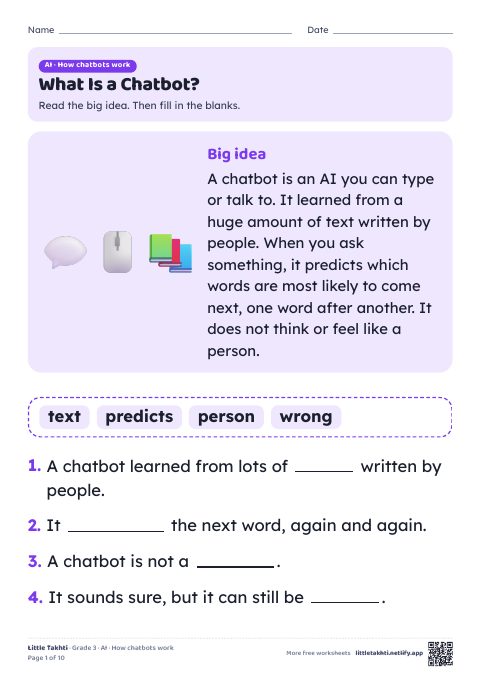 Name Date
AI · How chatbots work
What Is a Chatbot?
Read the big idea. Then fill in the blanks.
Big idea
A chatbot is an AI you can type
or talk to. It learned from a
huge amount of text written by
people. When you ask
something, it predicts which
words are most likely to come
next, one word after another. It
does not think or feel like a
person.
text predicts person wrong
1. A chatbot learned from lots of ______ written by
people.
2. It __________ the next word, again and again.
3. A chatbot is not a ________.
4. It sounds sure, but it can still be _______.
Little Takhti · Grade 3 · AI · How chatbots work
Page 1 of 10
More free worksheets · littletakhti.netlify.app